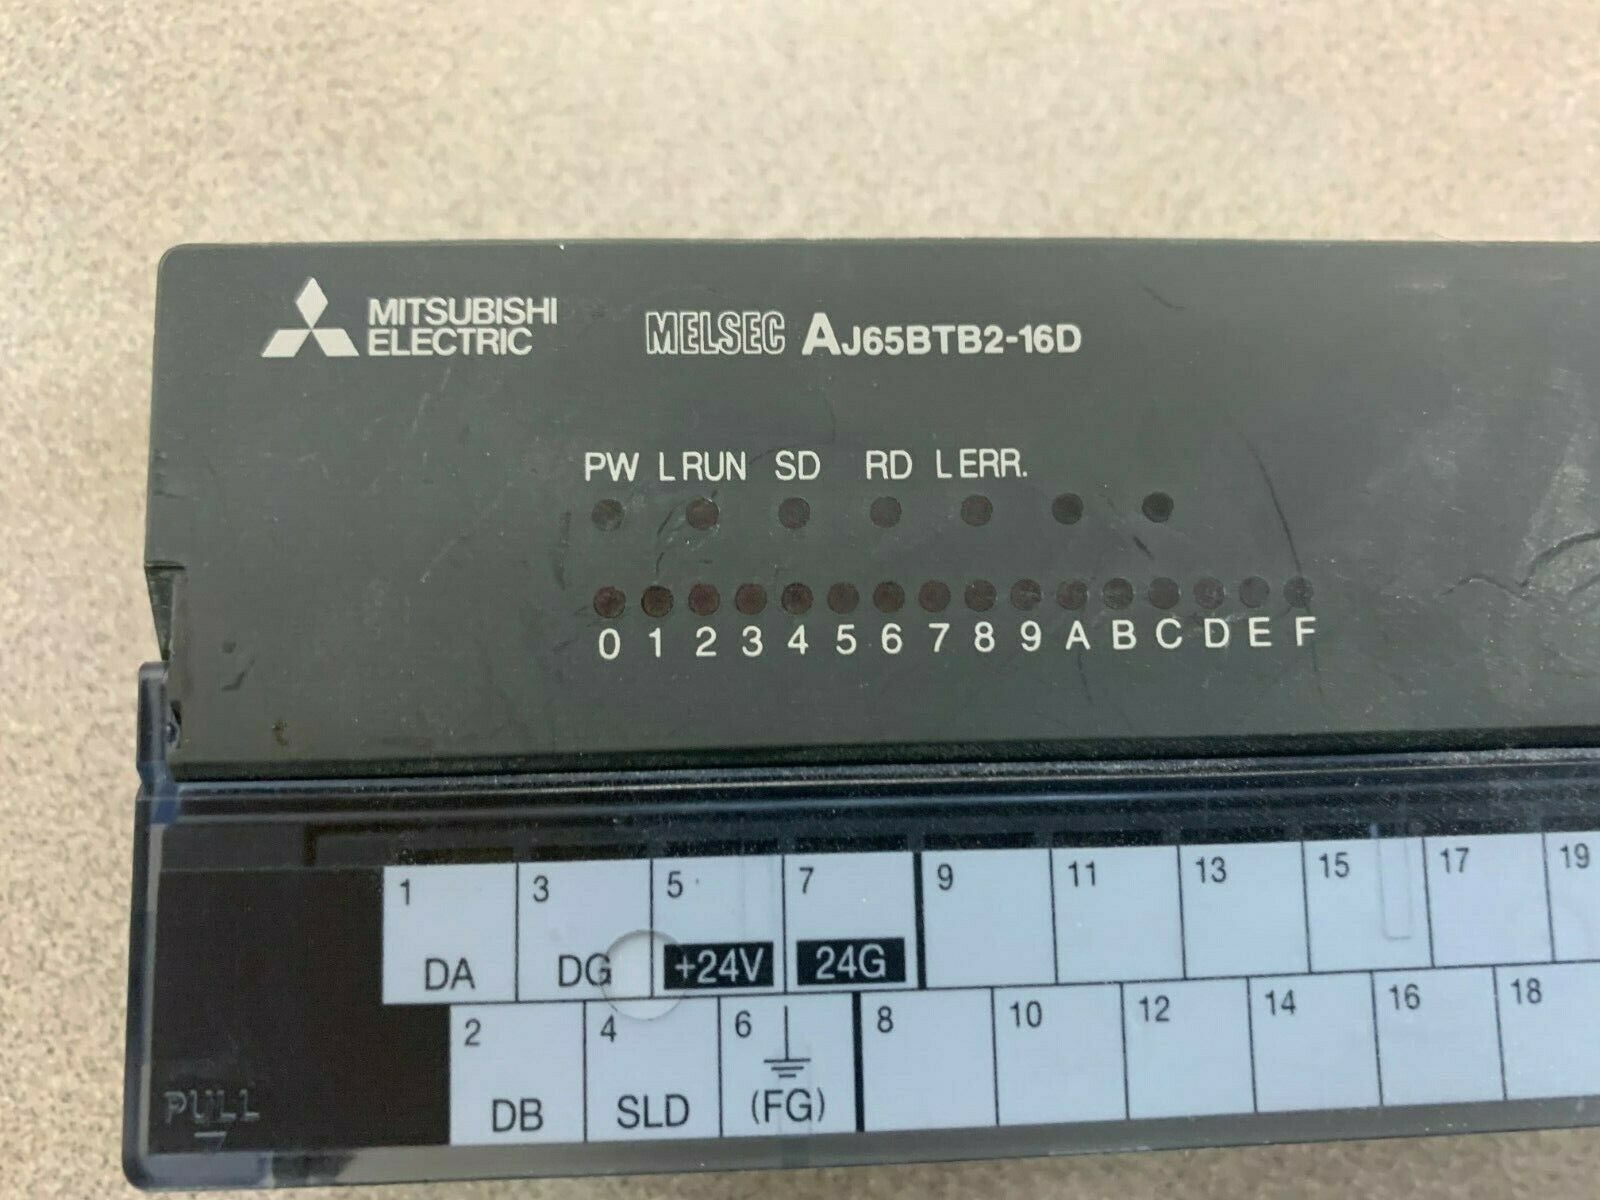 MITSUBISHI
ELECTRIC
MELSEC AJ65BTB2-16D
PW L RUN SD RD L ERR.
0 1 2 3 4 5 6 7 8 9 A B C D E F
1 3 5 7 9 11 13 15 17 19
DA DG +24V 24G
2 4 6 8 10 12 14 16 18
DB SLD (FG)
PULL